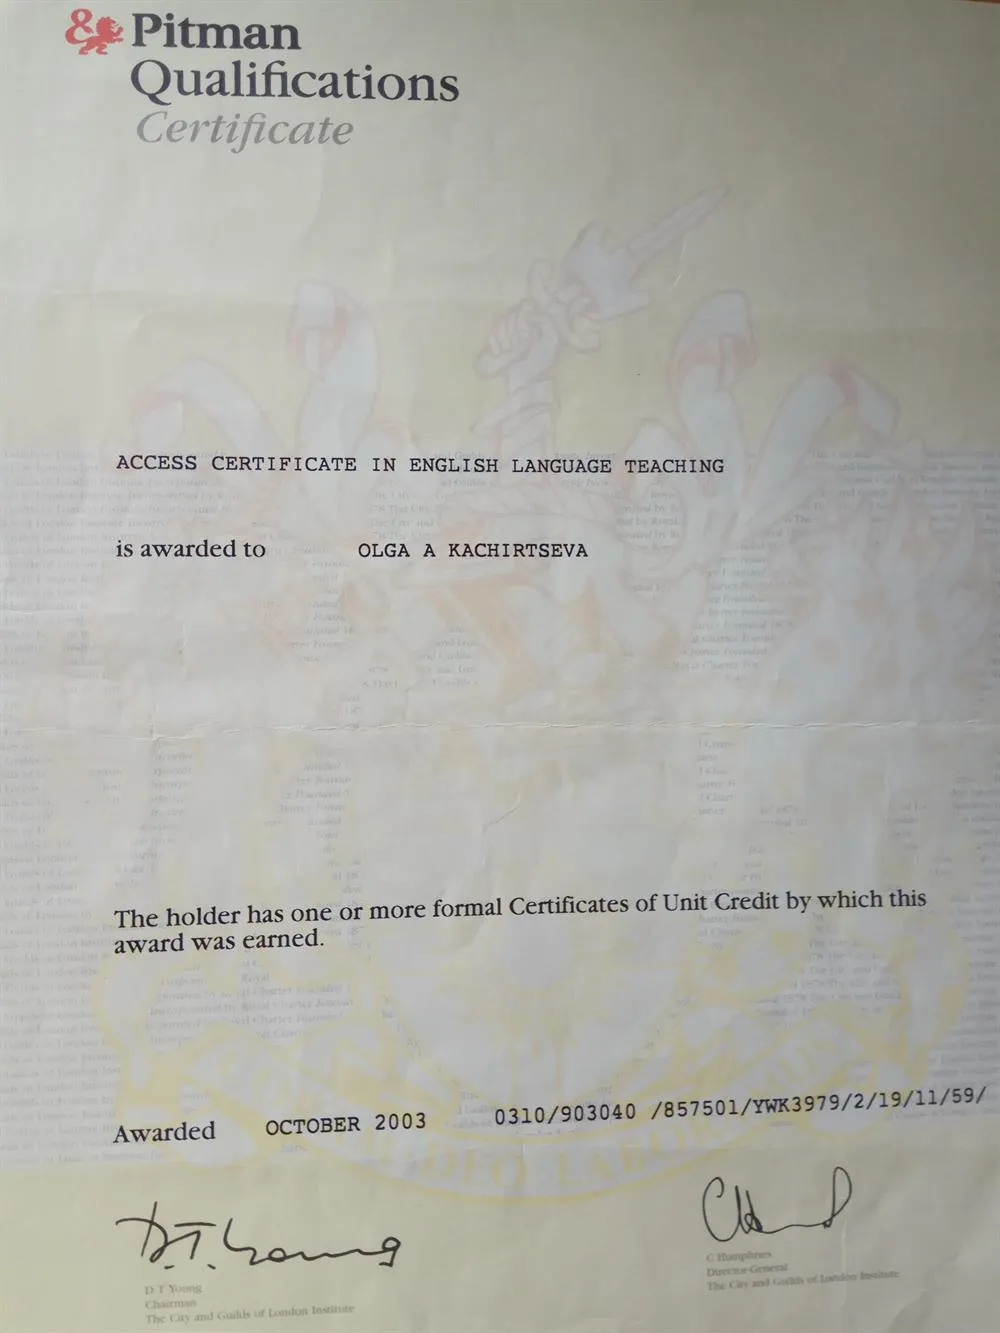 Pitman
Qualifications
Certificate
ACCESS CERTIFICATE IN ENGLISH LANGUAGE TEACHING
is awarded to OLGA A KACHIRTSEVA
The holder has one or more formal Certificates of Unit Credit by which this
award was earned.
Awarded OCTOBER 2003 0310/903040 /857501/YWK3979/2/19/11/59/
D.T. Young
D T Young
Chairman
The City and Guilds of London Institute
C Humphries
Director-General
The City and Guilds of London Institute